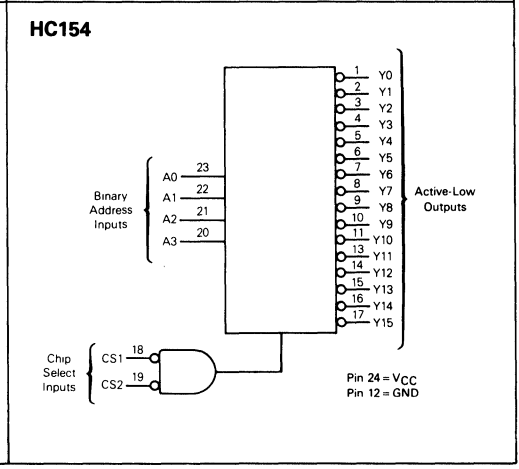 HC154
Binary
Address
Inputs
A0 23
A1 22
A2 21
A3 20
1 Y0
2 Y1
3 Y2
4 Y3
5 Y4
6 Y5
7 Y6
8 Y7
9 Y8
10 Y9
11 Y10
13 Y11
14 Y12
15 Y13
16 Y14
17 Y15
Active-Low
Outputs
Chip
Select
Inputs
CS1 18
CS2 19
Pin 24 = VCC
Pin 12 = GND